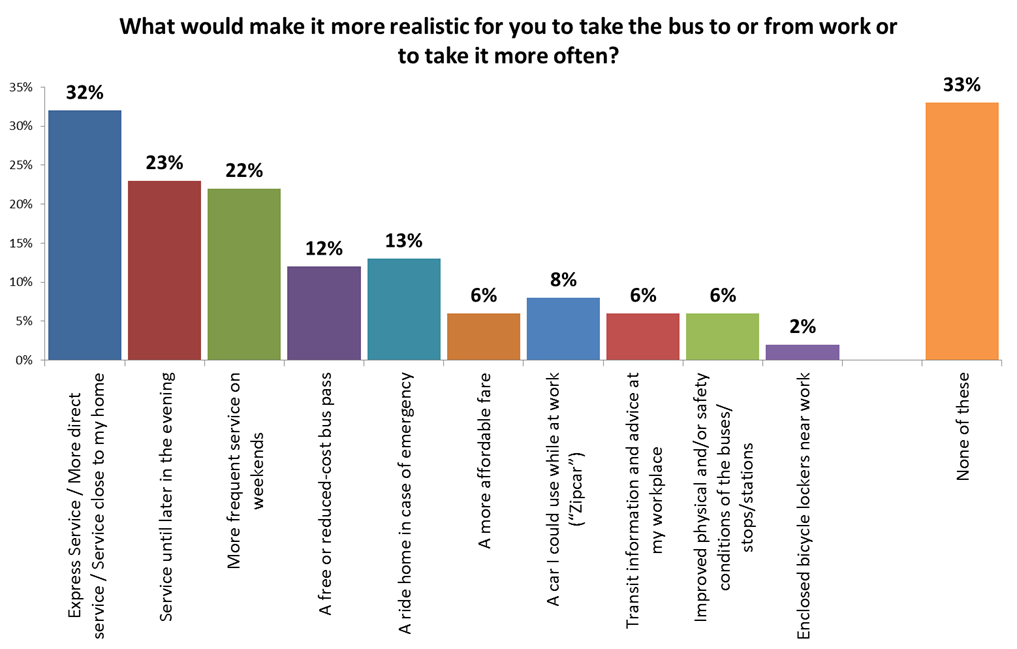 What would make it more realistic for you to take the bus to or from work or
to take it more often?
35%
30%
25%
20%
15%
10%
5%
0%
32%
23%
22%
12%
13%
6%
8%
6%
6%
2%
33%
Express Service / More direct
service / Service close to my home
Service until later in the evening
More frequent service on
weekends
A free or reduced-cost bus pass
A ride home in case of emergency
A more affordable fare
A car I could use while at work
(“Zipcar”)
Transit information and advice at
my workplace
Improved physical and/or safety
conditions of the buses/
stops/stations
Enclosed bicycle lockers near work
None of these